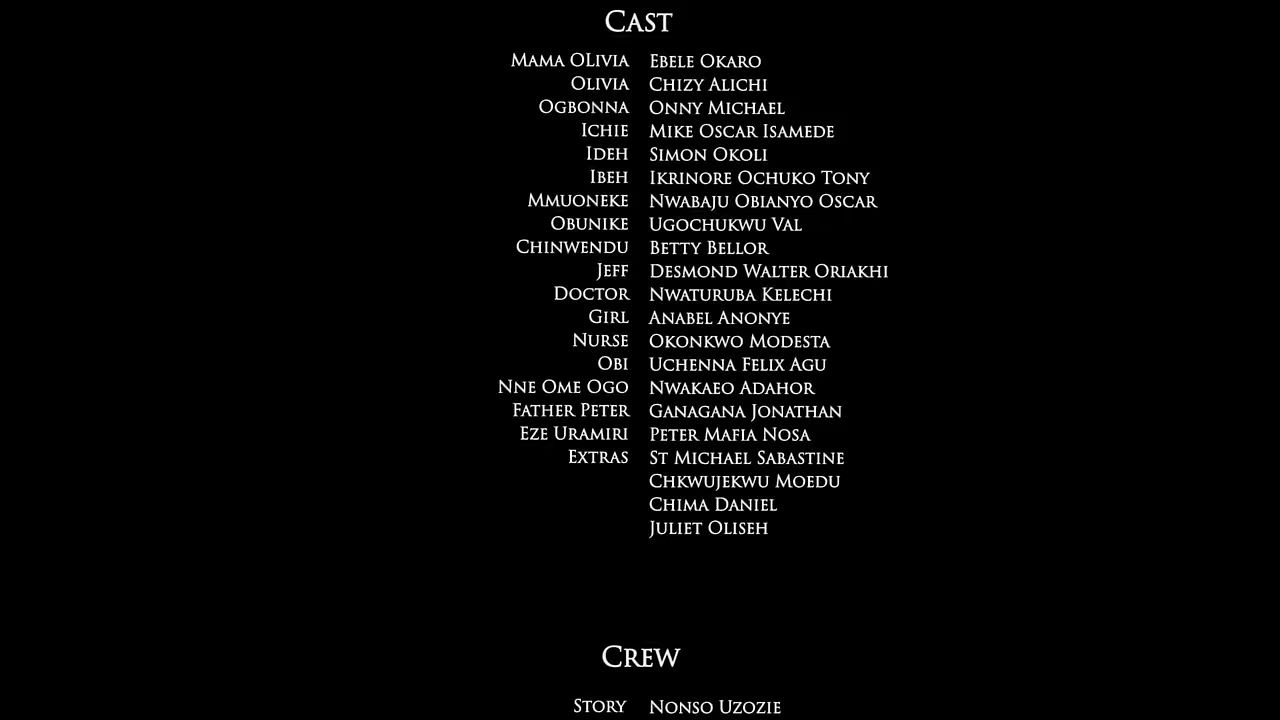 Cast
Mama OLivia Ebele Okaro
Olivia Chizy Alichi
Ogbonna Onny Michael
Ichie Mike Oscar Isamede
Ideh Simon Okoli
Ibeh Ikrinore Ochuko Tony
Mmuoneke Nwabaju Obianyo Oscar
Obunike Ugochukwu Val
Chinwendu Betty Bellor
Jeff Desmond Walter Oriakhi
Doctor Nwaturuba Kelechi
Girl Anabel Anonye
Nurse Okonkwo Modesta
Obi Uchenna Felix Agu
Nne Ome Ogo Nwakaeo Adahor
Father Peter Ganagana Jonathan
Eze Uramiri Peter Mafia Nosa
Extras St Michael Sabastine
Chkwujekwu Moedu
Chima Daniel
Juliet Oliseh
Crew
Story Nonso Uzozie